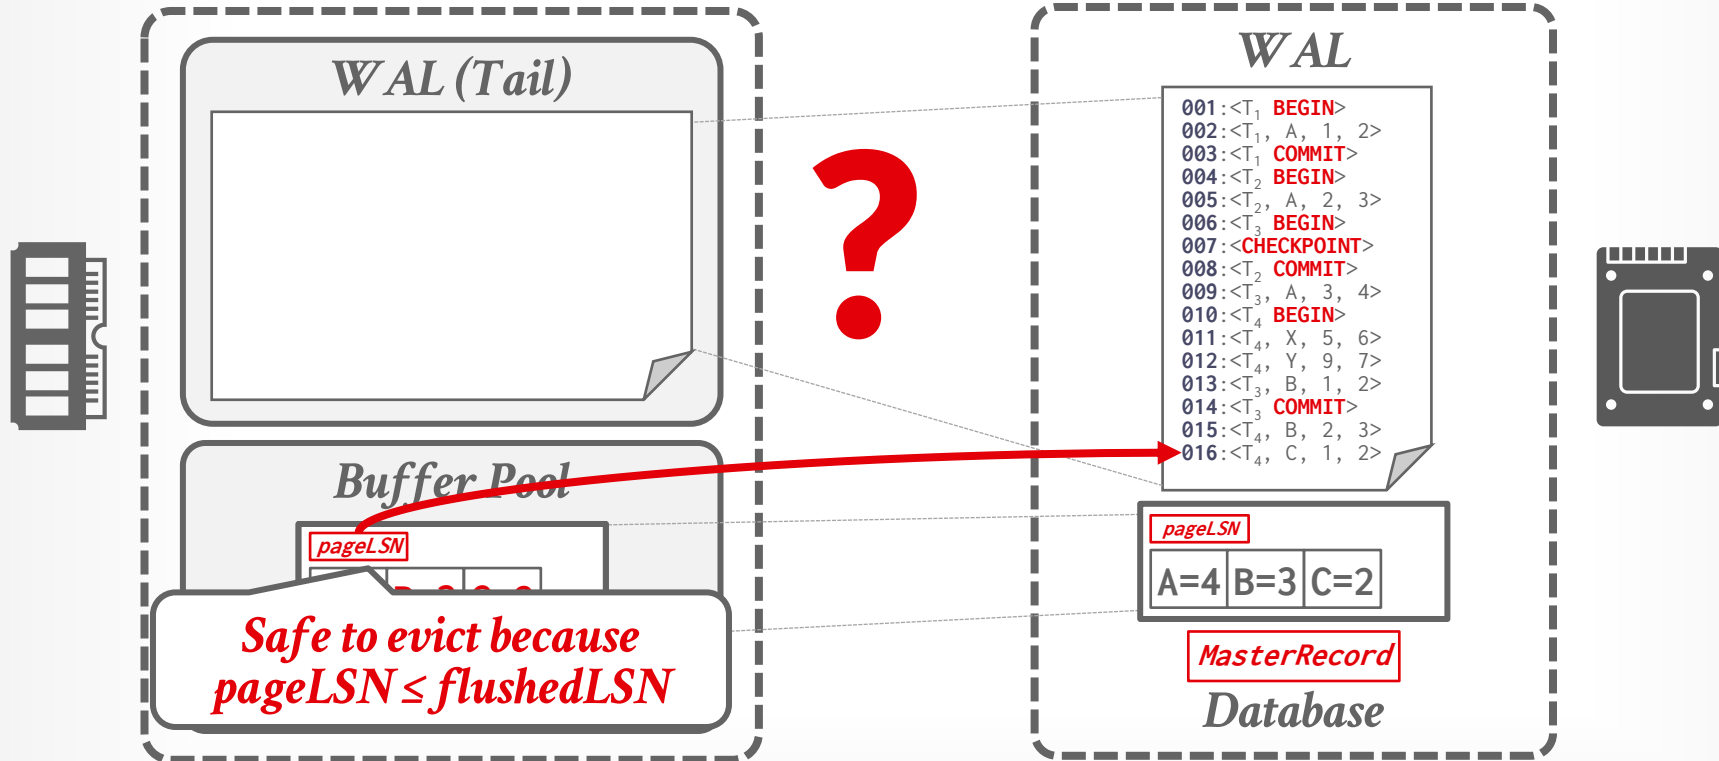 WAL (Tail)
Buffer Pool
pageLSN
Safe to evict because
pageLSN ≤ flushedLSN
?
WAL
001:<T1 BEGIN>
002:<T1, A, 1, 2>
003:<T1 COMMIT>
004:<T2 BEGIN>
005:<T2, A, 2, 3>
006:<T3 BEGIN>
007:<CHECKPOINT>
008:<T2 COMMIT>
009:<T3, A, 3, 4>
010:<T4 BEGIN>
011:<T4, X, 5, 6>
012:<T4, Y, 9, 7>
013:<T3, B, 1, 2>
014:<T3 COMMIT>
015:<T4, B, 2, 3>
016:<T4, C, 1, 2>
pageLSN
A=4 B=3 C=2
MasterRecord
Database